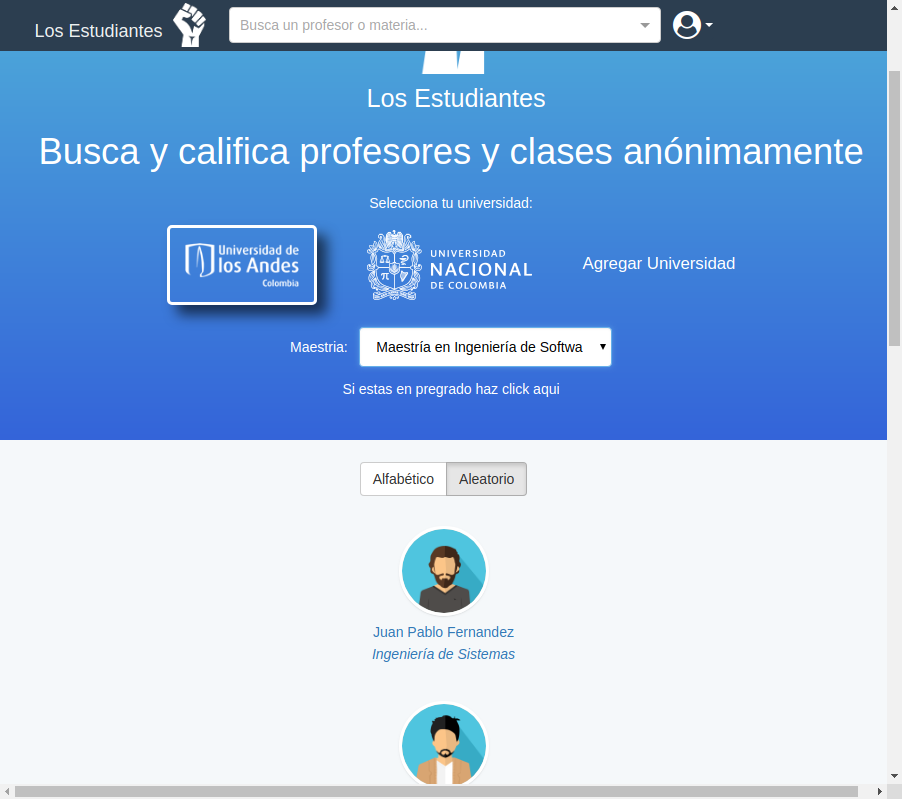 Los Estudiantes
Busca un profesor o materia...
Los Estudiantes
Busca y califica profesores y clases anónimamente
Selecciona tu universidad:
Universidad de
los Andes
Colombia
UNIVERSIDAD
NACIONAL
DE COLOMBIA
Agregar Universidad
Maestria:
Maestría en Ingeniería de Softwa
Si estas en pregrado haz click aqui
Alfabético
Aleatorio
Juan Pablo Fernandez
Ingeniería de Sistemas